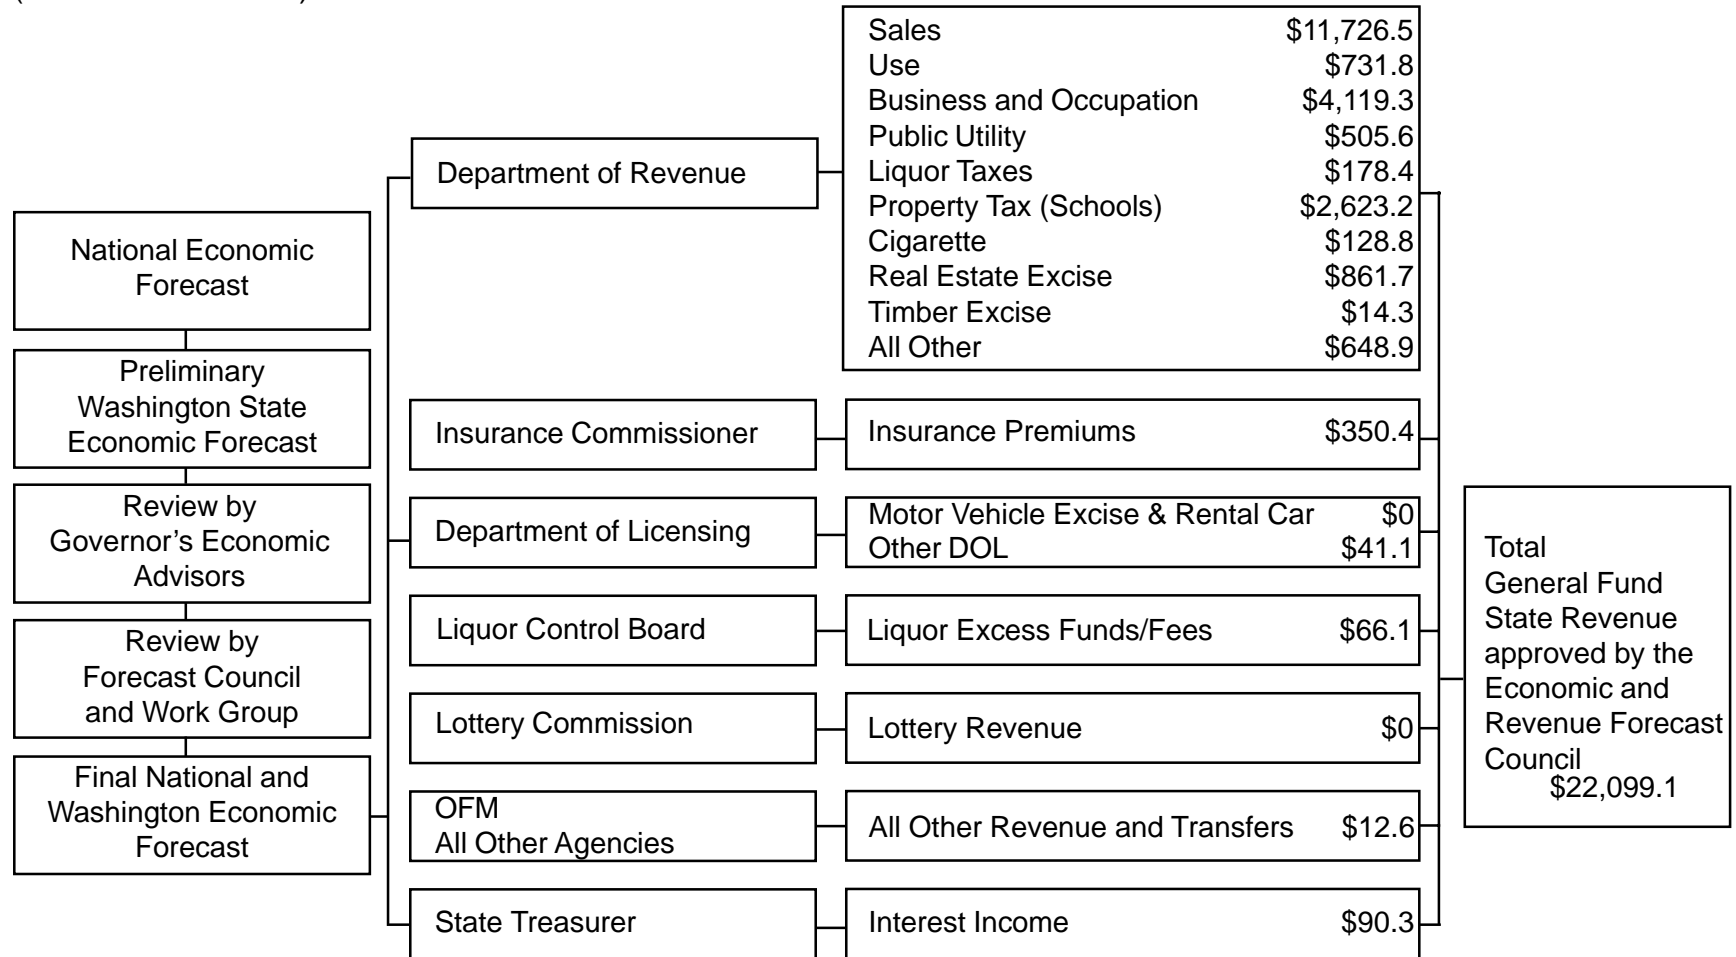 National Economic
Forecast
Preliminary
Washington State
Economic Forecast
Review by
Governor’s Economic
Advisors
Review by
Forecast Council
and Work Group
Final National and
Washington Economic
Forecast
Department of Revenue
Sales $11,726.5
Use $731.8
Business and Occupation $4,119.3
Public Utility $505.6
Liquor Taxes $178.4
Property Tax (Schools) $2,623.2
Cigarette $128.8
Real Estate Excise $861.7
Timber Excise $14.3
All Other $648.9
Insurance Commissioner
Insurance Premiums $350.4
Department of Licensing
Motor Vehicle Excise & Rental Car $0
Other DOL $41.1
Liquor Control Board
Liquor Excess Funds/Fees $66.1
Lottery Commission
Lottery Revenue $0
OFM
All Other Agencies
All Other Revenue and Transfers $12.6
State Treasurer
Interest Income $90.3
Total
General Fund
State Revenue
approved by the
Economic and
Revenue Forecast
Council
$22,099.1